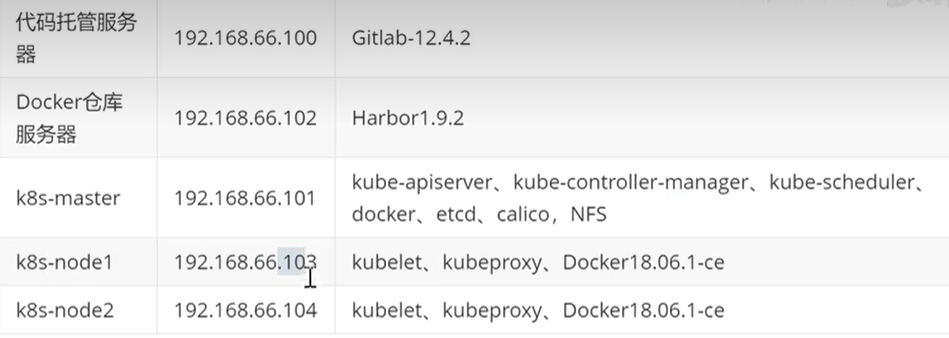 代码托管服务
器
192.168.66.100
Gitlab-12.4.2
Docker仓库
服务器
192.168.66.102
Harbor1.9.2
k8s-master
192.168.66.101
kube-apiserver、kube-controller-manager、kube-scheduler、
docker、etcd、calico，NFS
k8s-node1
192.168.66.103
kubelet、kubeproxy、Docker18.06.1-ce
k8s-node2
192.168.66.104
kubelet、kubeproxy、Docker18.06.1-ce